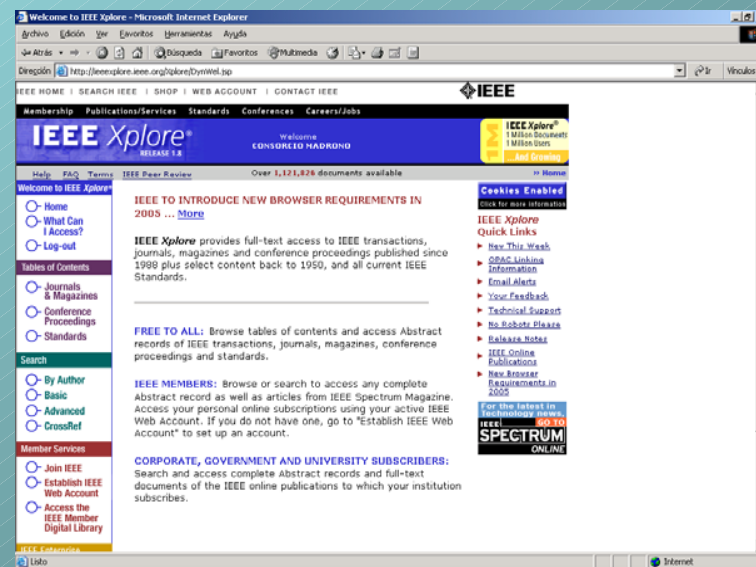 Welcome to IEEE Xplore - Microsoft Internet Explorer
Archivo Edición Ver Favoritos Herramientas Ayuda
Atrás Búsqueda Favoritos Multimedia
Dirección http://ieeexplore.ieee.org/Xplore/DynWel.jsp Ir Vínculos
IEEE HOME | SEARCH IEEE | SHOP | WEB ACCOUNT | CONTACT IEEE
IEEE
Membership Publications/Services Standards Conferences Careers/Jobs
IEEE Xplore®
RELEASE 1.8
Welcome
CONSORCIO MADRONO
1M
IEEE Xplore®
1 Million Documents
1 Million Users
...And Growing
Help FAQ Terms IEEE Peer Review
Over 1,121,826 documents available
» Home
Welcome to IEEE Xplore®
Home
What Can
I Access?
Log-out
Tables of Contents
Journals
& Magazines
Conference
Proceedings
Standards
Search
By Author
Basic
Advanced
CrossRef
Member Services
Join IEEE
Establish IEEE
Web Account
Access the
IEEE Member
Digital Library
IEEE Enterprise
IEEE TO INTRODUCE NEW BROWSER REQUIREMENTS IN
2005 ... More
IEEE Xplore provides full-text access to IEEE transactions,
journals, magazines and conference proceedings published since
1988 plus select content back to 1950, and all current IEEE
Standards.
FREE TO ALL: Browse tables of contents and access Abstract
records of IEEE transactions, journals, magazines, conference
proceedings and standards.
IEEE MEMBERS: Browse or search to access any complete
Abstract record as well as articles from IEEE Spectrum Magazine.
Access your personal online subscriptions using your active IEEE
Web Account. If you do not have one, go to "Establish IEEE Web
Account" to set up an account.
CORPORATE, GOVERNMENT AND UNIVERSITY SUBSCRIBERS:
Search and access complete Abstract records and full-text
documents of the IEEE online publications to which your institution
subscribes.
Cookies Enabled
Click for more information
IEEE Xplore
Quick Links
New This Week
OPAC Linking
Information
Email Alerts
Your Feedback
Technical Support
No Robots Please
Release Notes
IEEE Online
Publications
New Browser
Requirements in
2005
For the latest in
technology news,
GO TO
IEEE
SPECTRUM
ONLINE
Listo
Internet